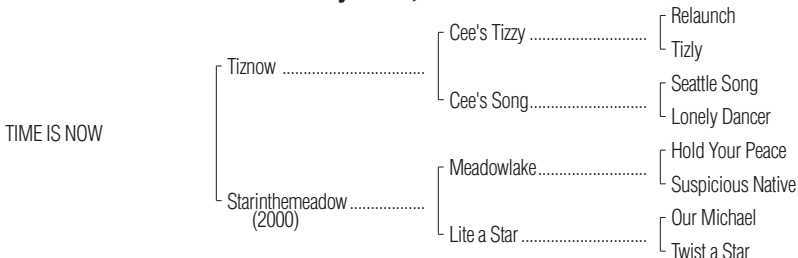 Relaunch
Cee's Tizzy
Tizly
Tiznow
Seattle Song
Cee's Song
Lonely Dancer
TIME IS NOW
Hold Your Peace
Meadowlake
Suspicious Native
Starinthemeadow
(2000)
Our Michael
Lite a Star
Twist a Star